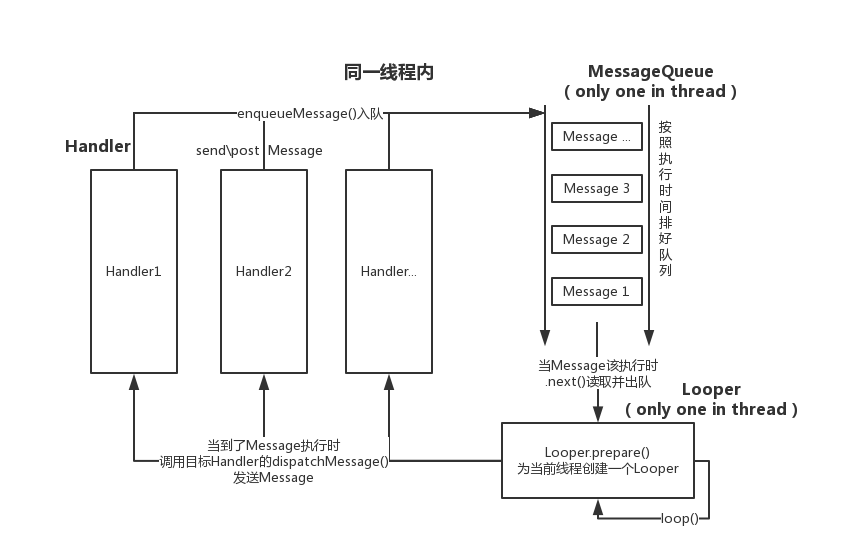 同一线程内
MessageQueue
( only one in thread )
enqueueMessage()入队
Handler
send\post Message
Handler1
Handler2
Handler...
Message ...
Message 3
Message 2
Message 1
按照执行时间排好队列
当Message该执行时
.next()读取并出队
Looper
( only one in thread )
Looper.prepare()
为当前线程创建一个Looper
loop()
当到了Message执行时
调用目标Handler的dispatchMessage()
发送Message